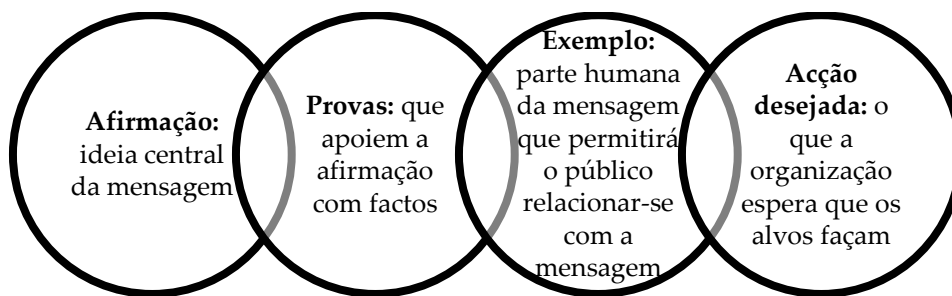 Afirmação:
ideia central
da mensagem
Provas: que
apoiem a
afirmação
com factos
Exemplo:
parte humana
da mensagem
que permitirá
o público
relacionar-se
com a
mensagem
Acção
desejada: o
que a
organização
espera que os
alvos façam